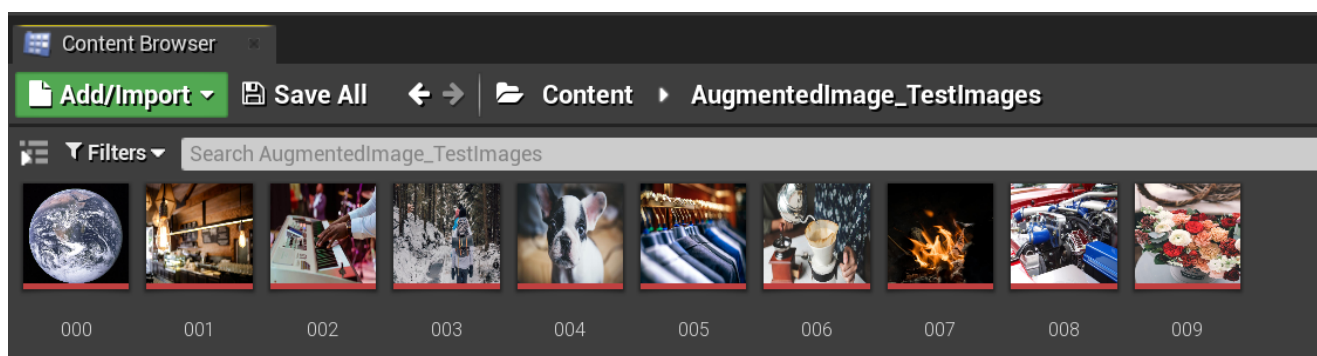 Content Browser
Add/Import Save All Content AugmentedImage_TestImages
Filters Search AugmentedImage_TestImages
000 001 002 003 004 005 006 007 008 009